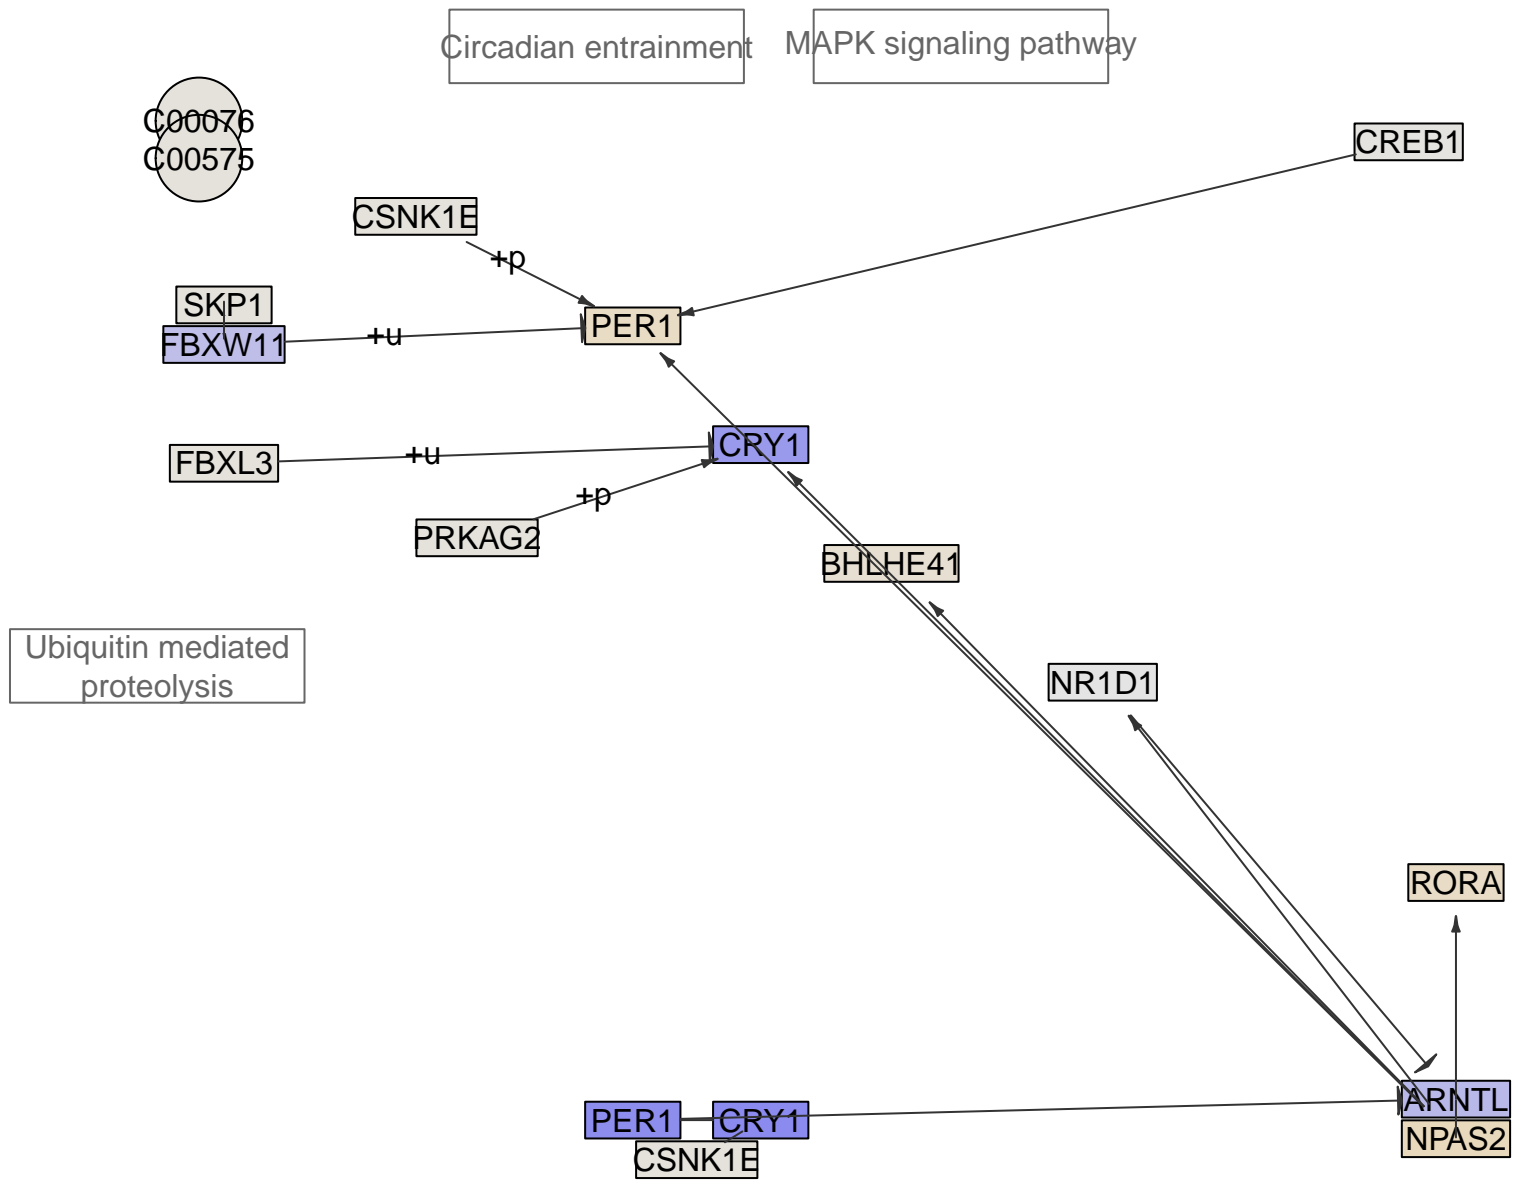 Circadian entrainment
MAPK signaling pathway
C00076
C00575
CREB1
CSNK1E
+p
SKP1
FBXW11
+u
PER1
FBXL3
+u
CRY1
+p
PRKAG2
BHLHE41
Ubiquitin mediated
proteolysis
NR1D1
RORA
ARNTL
NPAS2
PER1
CRY1
CSNK1E